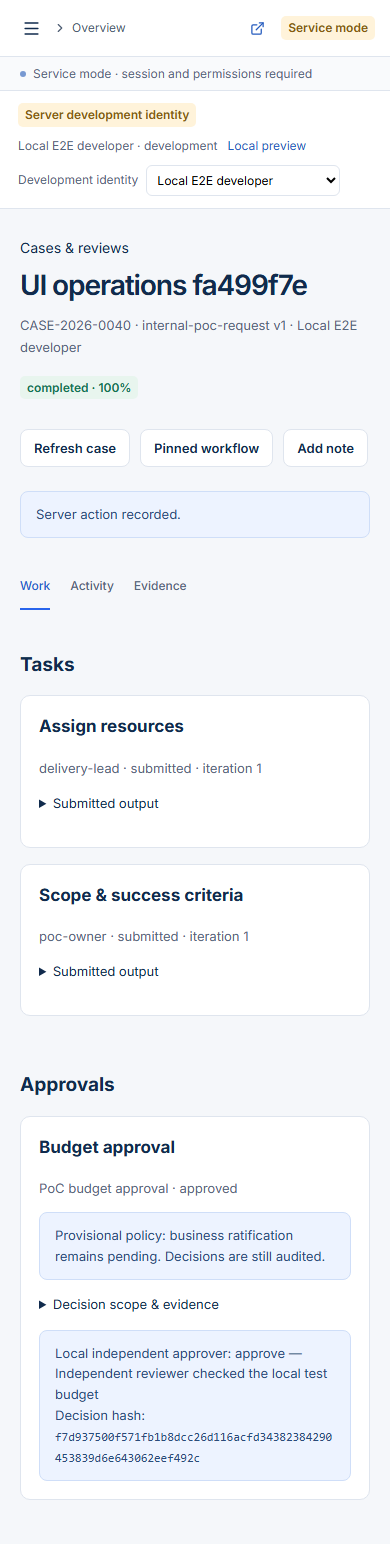 Overview
Service mode
Service mode · session and permissions required
Server development identity
Local E2E developer · development Local preview
Development identity Local E2E developer
Cases & reviews
UI operations fa499f7e
CASE-2026-0040 · internal-poc-request v1 · Local E2E
developer
completed · 100%
Refresh case Pinned workflow Add note
Server action recorded.
Work Activity Evidence
Tasks
Assign resources
delivery-lead · submitted · iteration 1
Submitted output
Scope & success criteria
poc-owner · submitted · iteration 1
Submitted output
Approvals
Budget approval
PoC budget approval · approved
Provisional policy: business ratification
remains pending. Decisions are still audited.
Decision scope & evidence
Local independent approver: approve —
Independent reviewer checked the local test
budget
Decision hash:
f7d937500f571fb1b8dcc26d116acfd34382384290
453839d6e643062eef492c